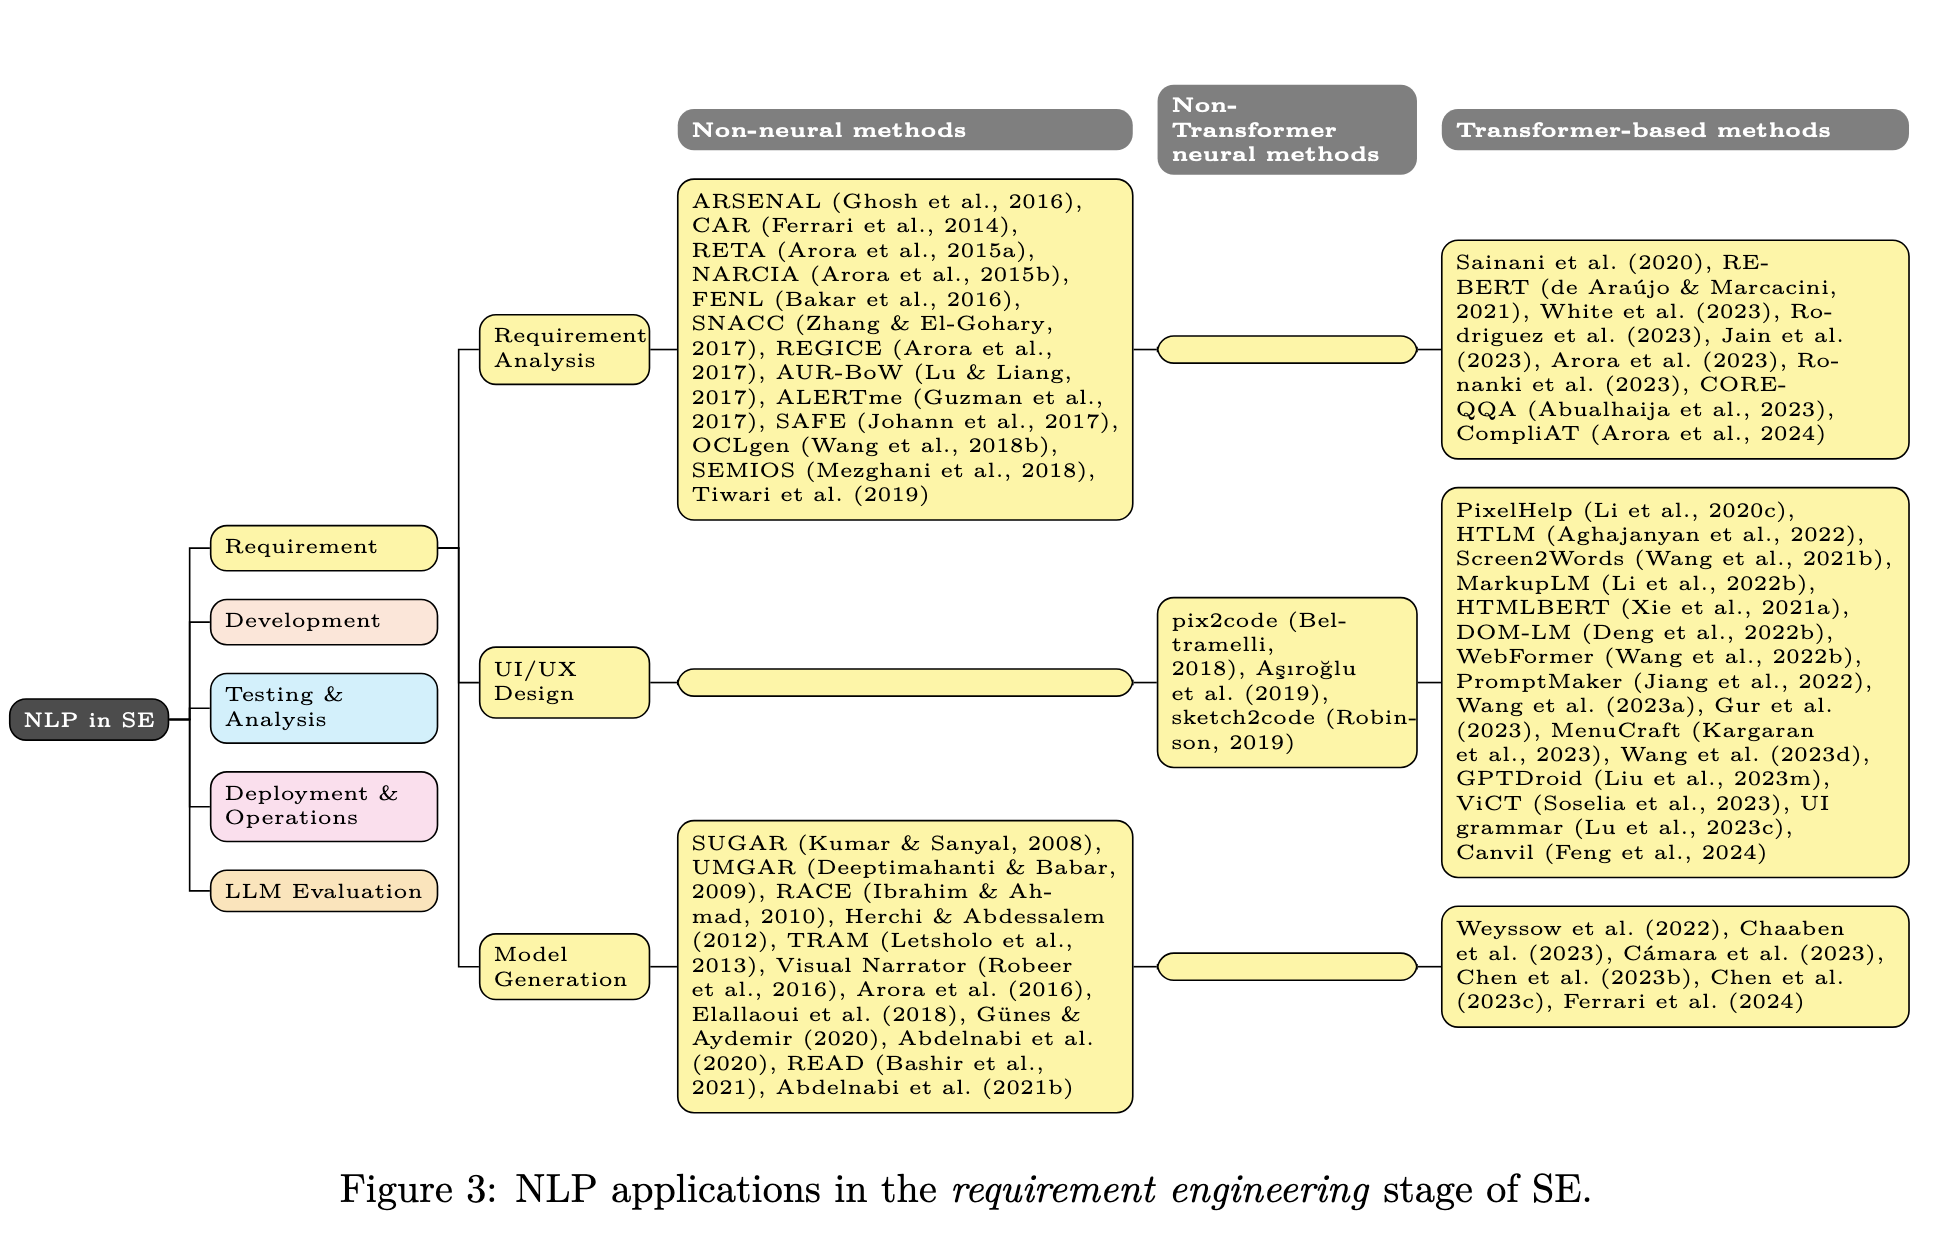 Non-neural methods
Non-
Transformer
neural methods
Transformer-based methods
ARSENAL (Ghosh et al., 2016),
CAR (Ferrari et al., 2014),
RETA (Arora et al., 2015a),
NARCIA (Arora et al., 2015b),
FENL (Bakar et al., 2016),
SNACC (Zhang & El-Gohary,
2017), REGICE (Arora et al.,
2017), AUR-BoW (Lu & Liang,
2017), ALERTme (Guzman et al.,
2017), SAFE (Johann et al., 2017),
OCLgen (Wang et al., 2018b),
SEMIOS (Mezghani et al., 2018),
Tiwari et al. (2019)
Sainani et al. (2020), RE-
BERT (de Araújo & Marcacini,
2021), White et al. (2023), Ro-
driguez et al. (2023), Jain et al.
(2023), Arora et al. (2023), Ro-
nanki et al. (2023), CORE-
QQA (Abualhaija et al., 2023),
CompliAT (Arora et al., 2024)
Requirement
Analysis
Requirement
Development
Testing &
Analysis
Deployment &
Operations
LLM Evaluation
NLP in SE
UI/UX
Design
pix2code (Bel-
tramelli,
2018), Aşıroğlu
et al. (2019),
sketch2code (Robin-
son, 2019)
PixelHelp (Li et al., 2020c),
HTLM (Aghajanyan et al., 2022),
Screen2Words (Wang et al., 2021b),
MarkupLM (Li et al., 2022b),
HTMLBERT (Xie et al., 2021a),
DOM-LM (Deng et al., 2022b),
WebFormer (Wang et al., 2022b),
PromptMaker (Jiang et al., 2022),
Wang et al. (2023a), Gur et al.
(2023), MenuCraft (Kargaran
et al., 2023), Wang et al. (2023d),
GPTDroid (Liu et al., 2023m),
ViCT (Soselia et al., 2023), UI
grammar (Lu et al., 2023c),
Canvil (Feng et al., 2024)
Model
Generation
SUGAR (Kumar & Sanyal, 2008),
UMGAR (Deeptimahanti & Babar,
2009), RACE (Ibrahim & Ah-
mad, 2010), Herchi & Abdessalem
(2012), TRAM (Letsholo et al.,
2013), Visual Narrator (Robeer
et al., 2016), Arora et al. (2016),
Elallaoui et al. (2018), Günes &
Aydemir (2020), Abdelnabi et al.
(2020), READ (Bashir et al.,
2021), Abdelnabi et al. (2021b)
Weyssow et al. (2022), Chaaben
et al. (2023), Cámara et al. (2023),
Chen et al. (2023b), Chen et al.
(2023c), Ferrari et al. (2024)
Figure 3: NLP applications in the requirement engineering stage of SE.